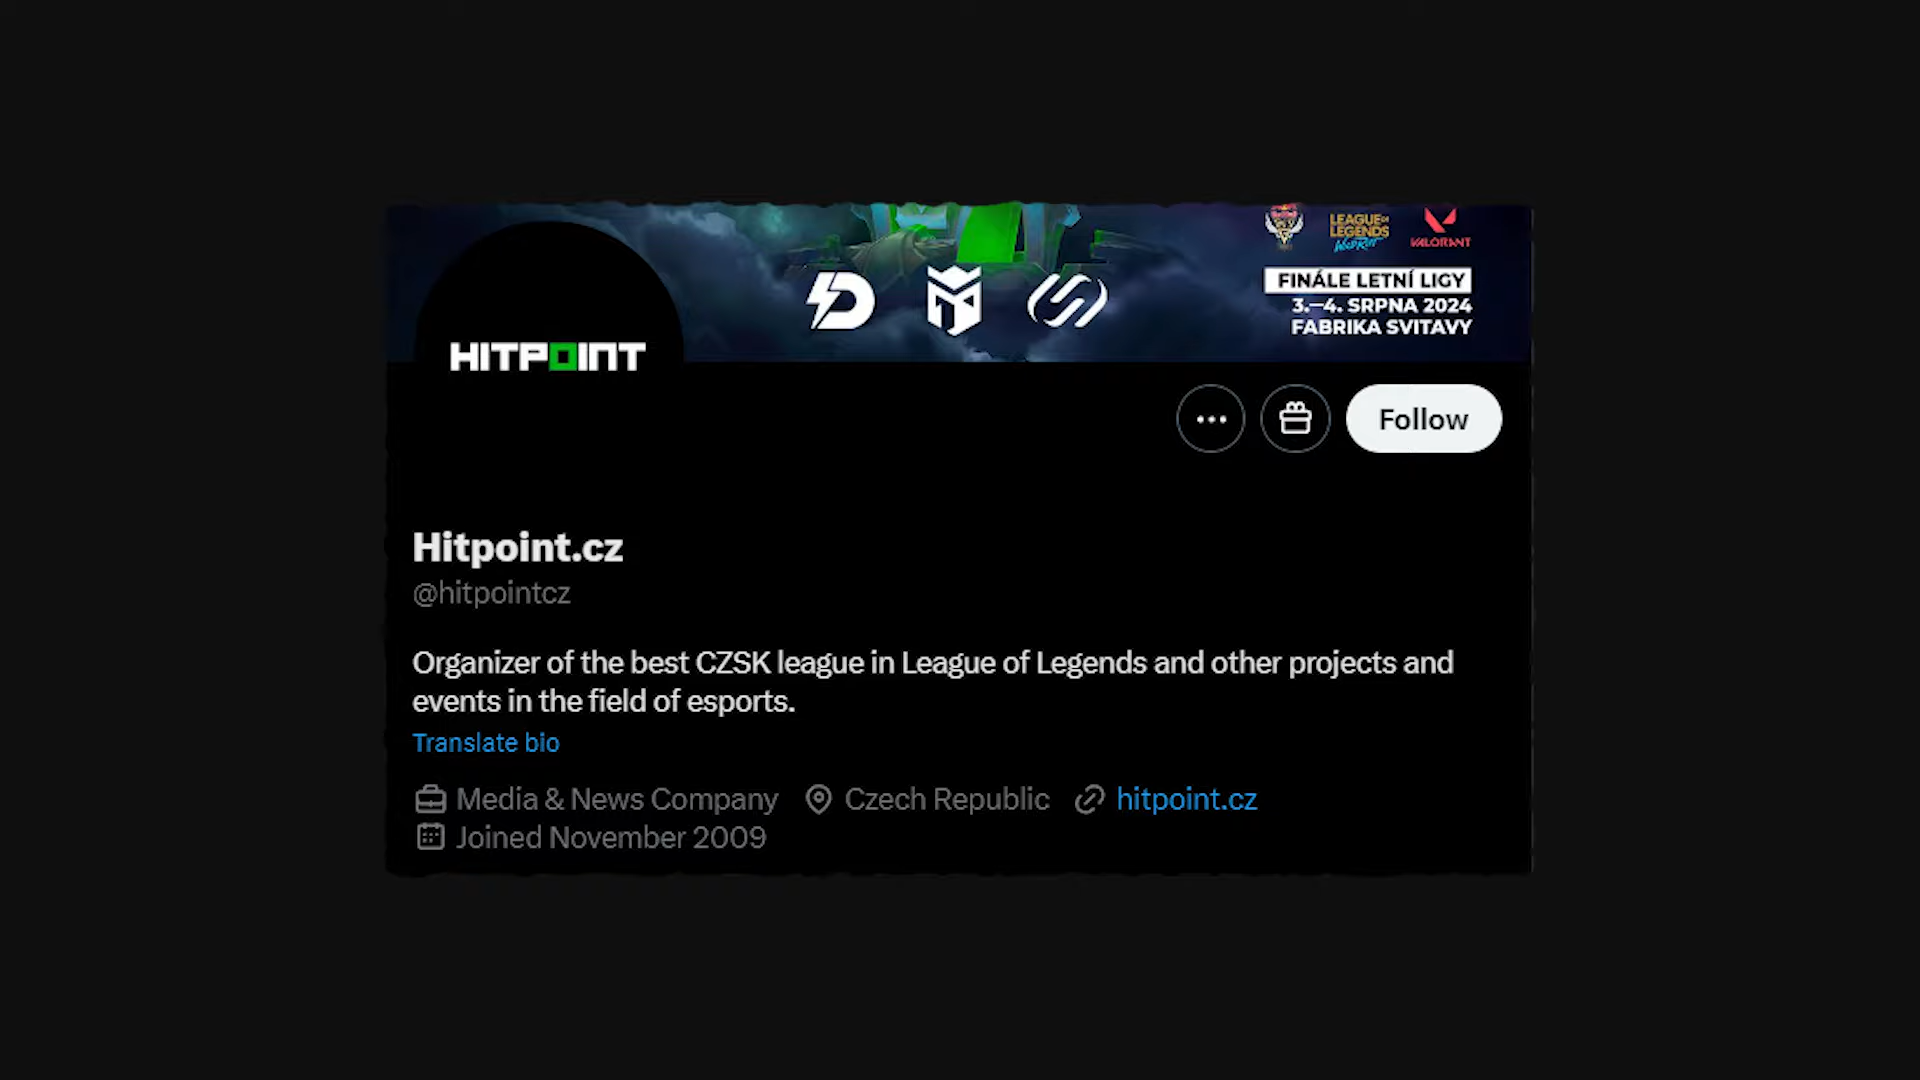 LEAGUE OF
LEGENDS
WILD RIFT
VALORANT
FINÁLE LETNÍ LIGY
3.–4. SRPNA 2024
FABRIKA SVITAVY
HITPOINT
Follow
Hitpoint.cz
@hitpointcz
Organizer of the best CZSK league in League of Legends and other projects and
events in the field of esports.
Translate bio
Media & News Company Czech Republic hitpoint.cz
Joined November 2009